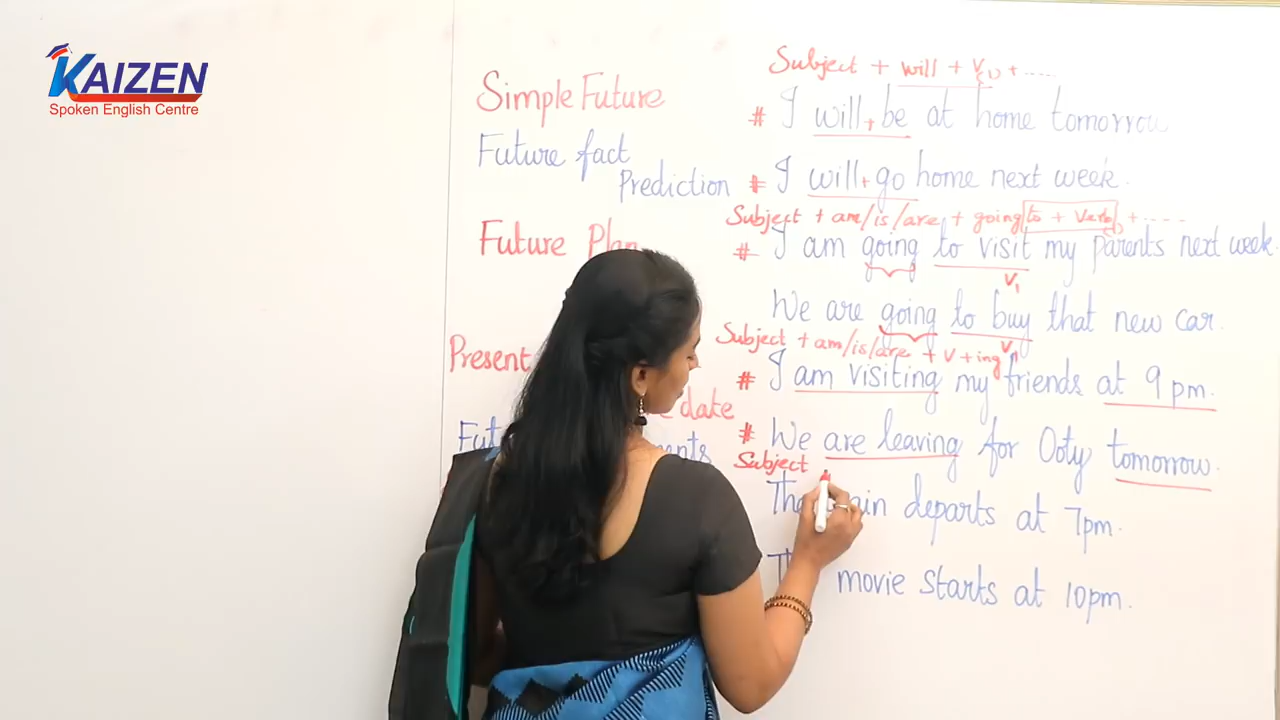 KAIZEN
Spoken English Centre
Subject + will + V(1) + .....
Simple Future
# I will + be at home tomorrow
Future fact
Prediction
# I will + go home next week.
Subject + am/is/are + going to + Verb + ----
Future Plan
# I am going to visit my parents next week.
V1
We are going to buy that new car.
Subject + am/is/are + V + ing
Present
# I am visiting my friends at 9 pm.
date
# We are leaving for Ooty tomorrow.
Subject
departs at 7pm.
movie starts at 10pm.